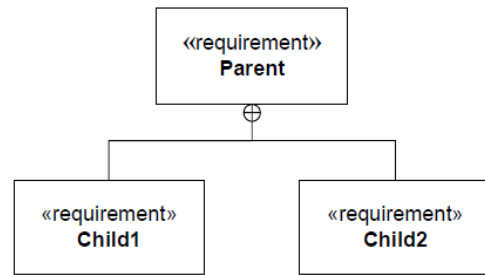 «requirement»
Parent
«requirement»
Child1
«requirement»
Child2